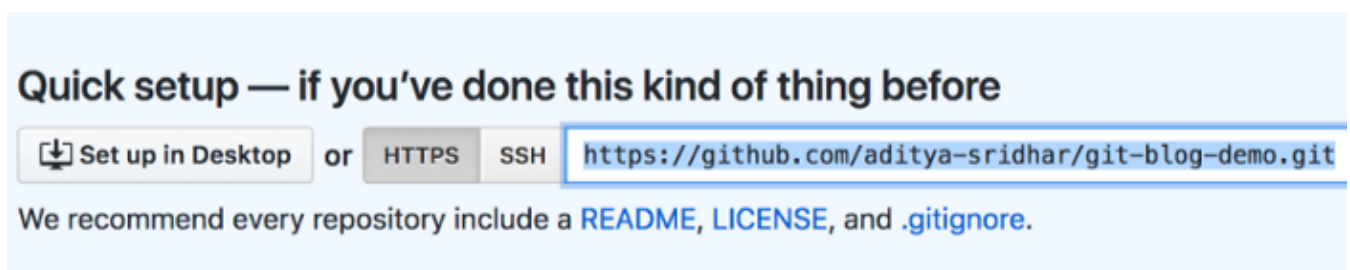 Quick setup — if you’ve done this kind of thing before
Set up in Desktop or HTTPS SSH https://github.com/aditya-sridhar/git-blog-demo.git
We recommend every repository include a README, LICENSE, and .gitignore.